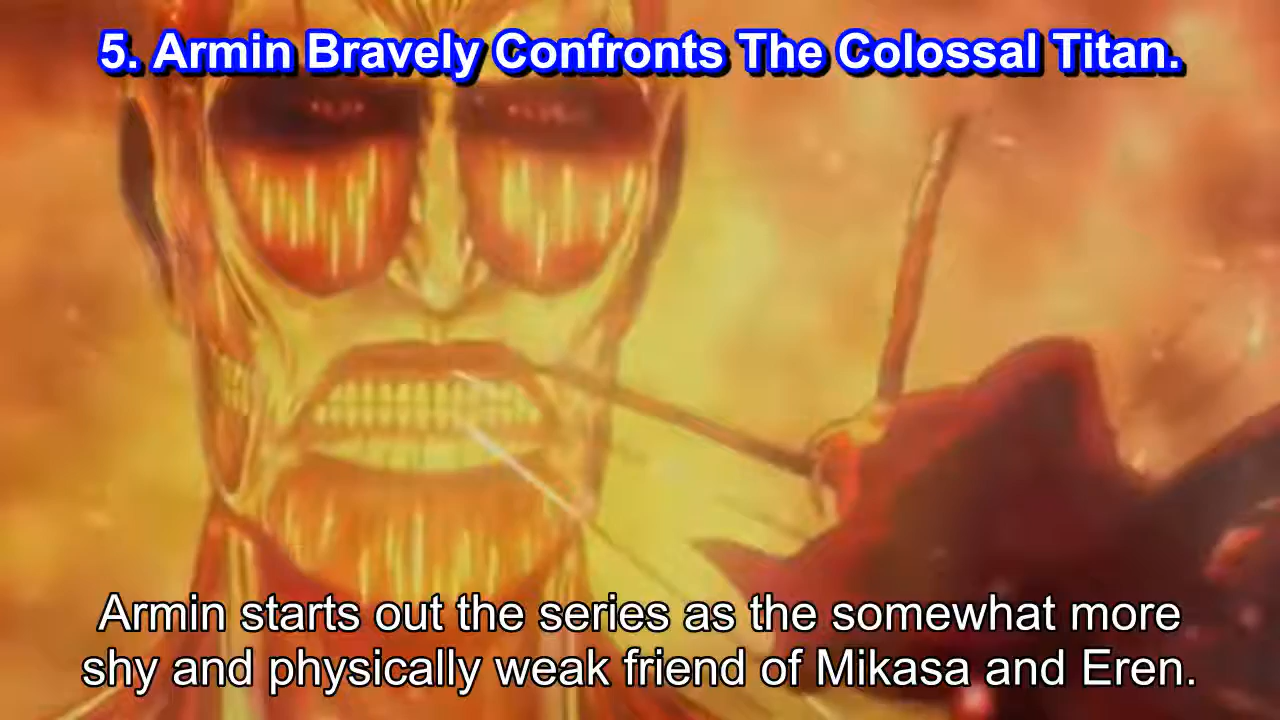 5. Armin Bravely Confronts The Colossal Titan.
Armin starts out the series as the somewhat more
shy and physically weak friend of Mikasa and Eren.